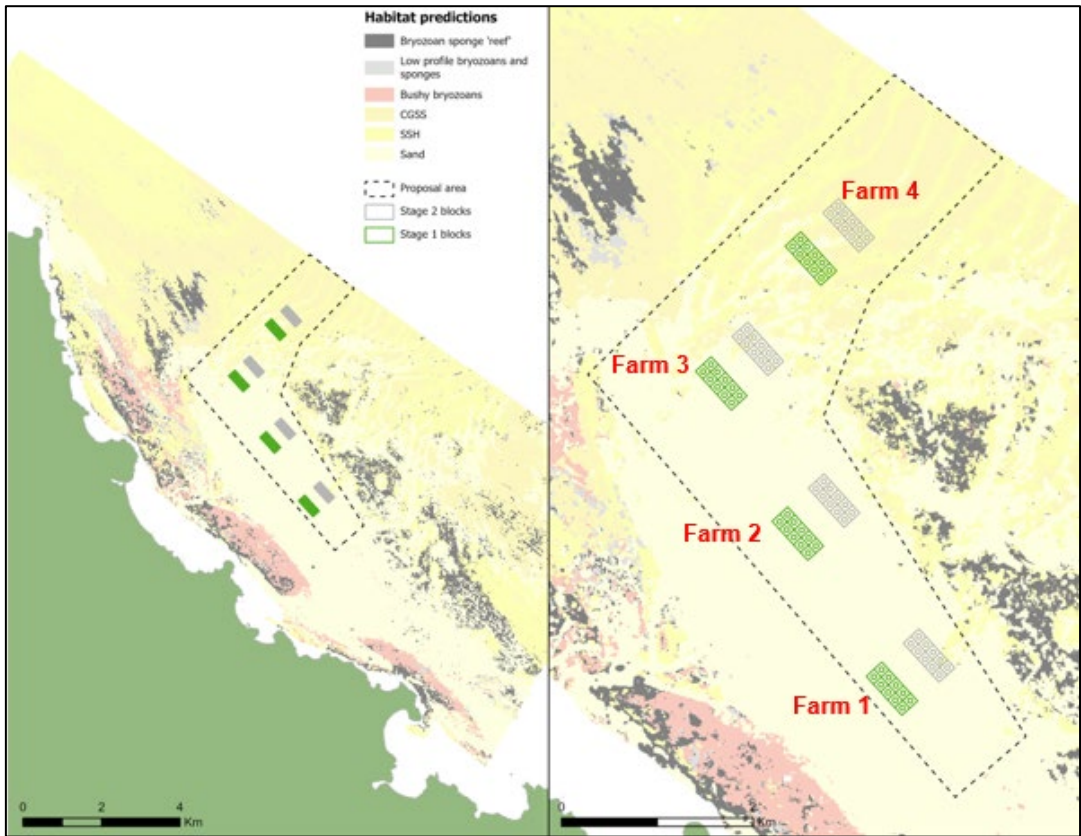 Habitat predictions
Bryozoan sponge 'reef'
Low profile bryozoans and
sponges
Bushy bryozoans
CGSS
SSH
Sand
Proposal area
Stage 2 blocks
Stage 1 blocks
0 2 4
Km
Farm 4
Farm 3
Farm 2
Farm 1
0
Km